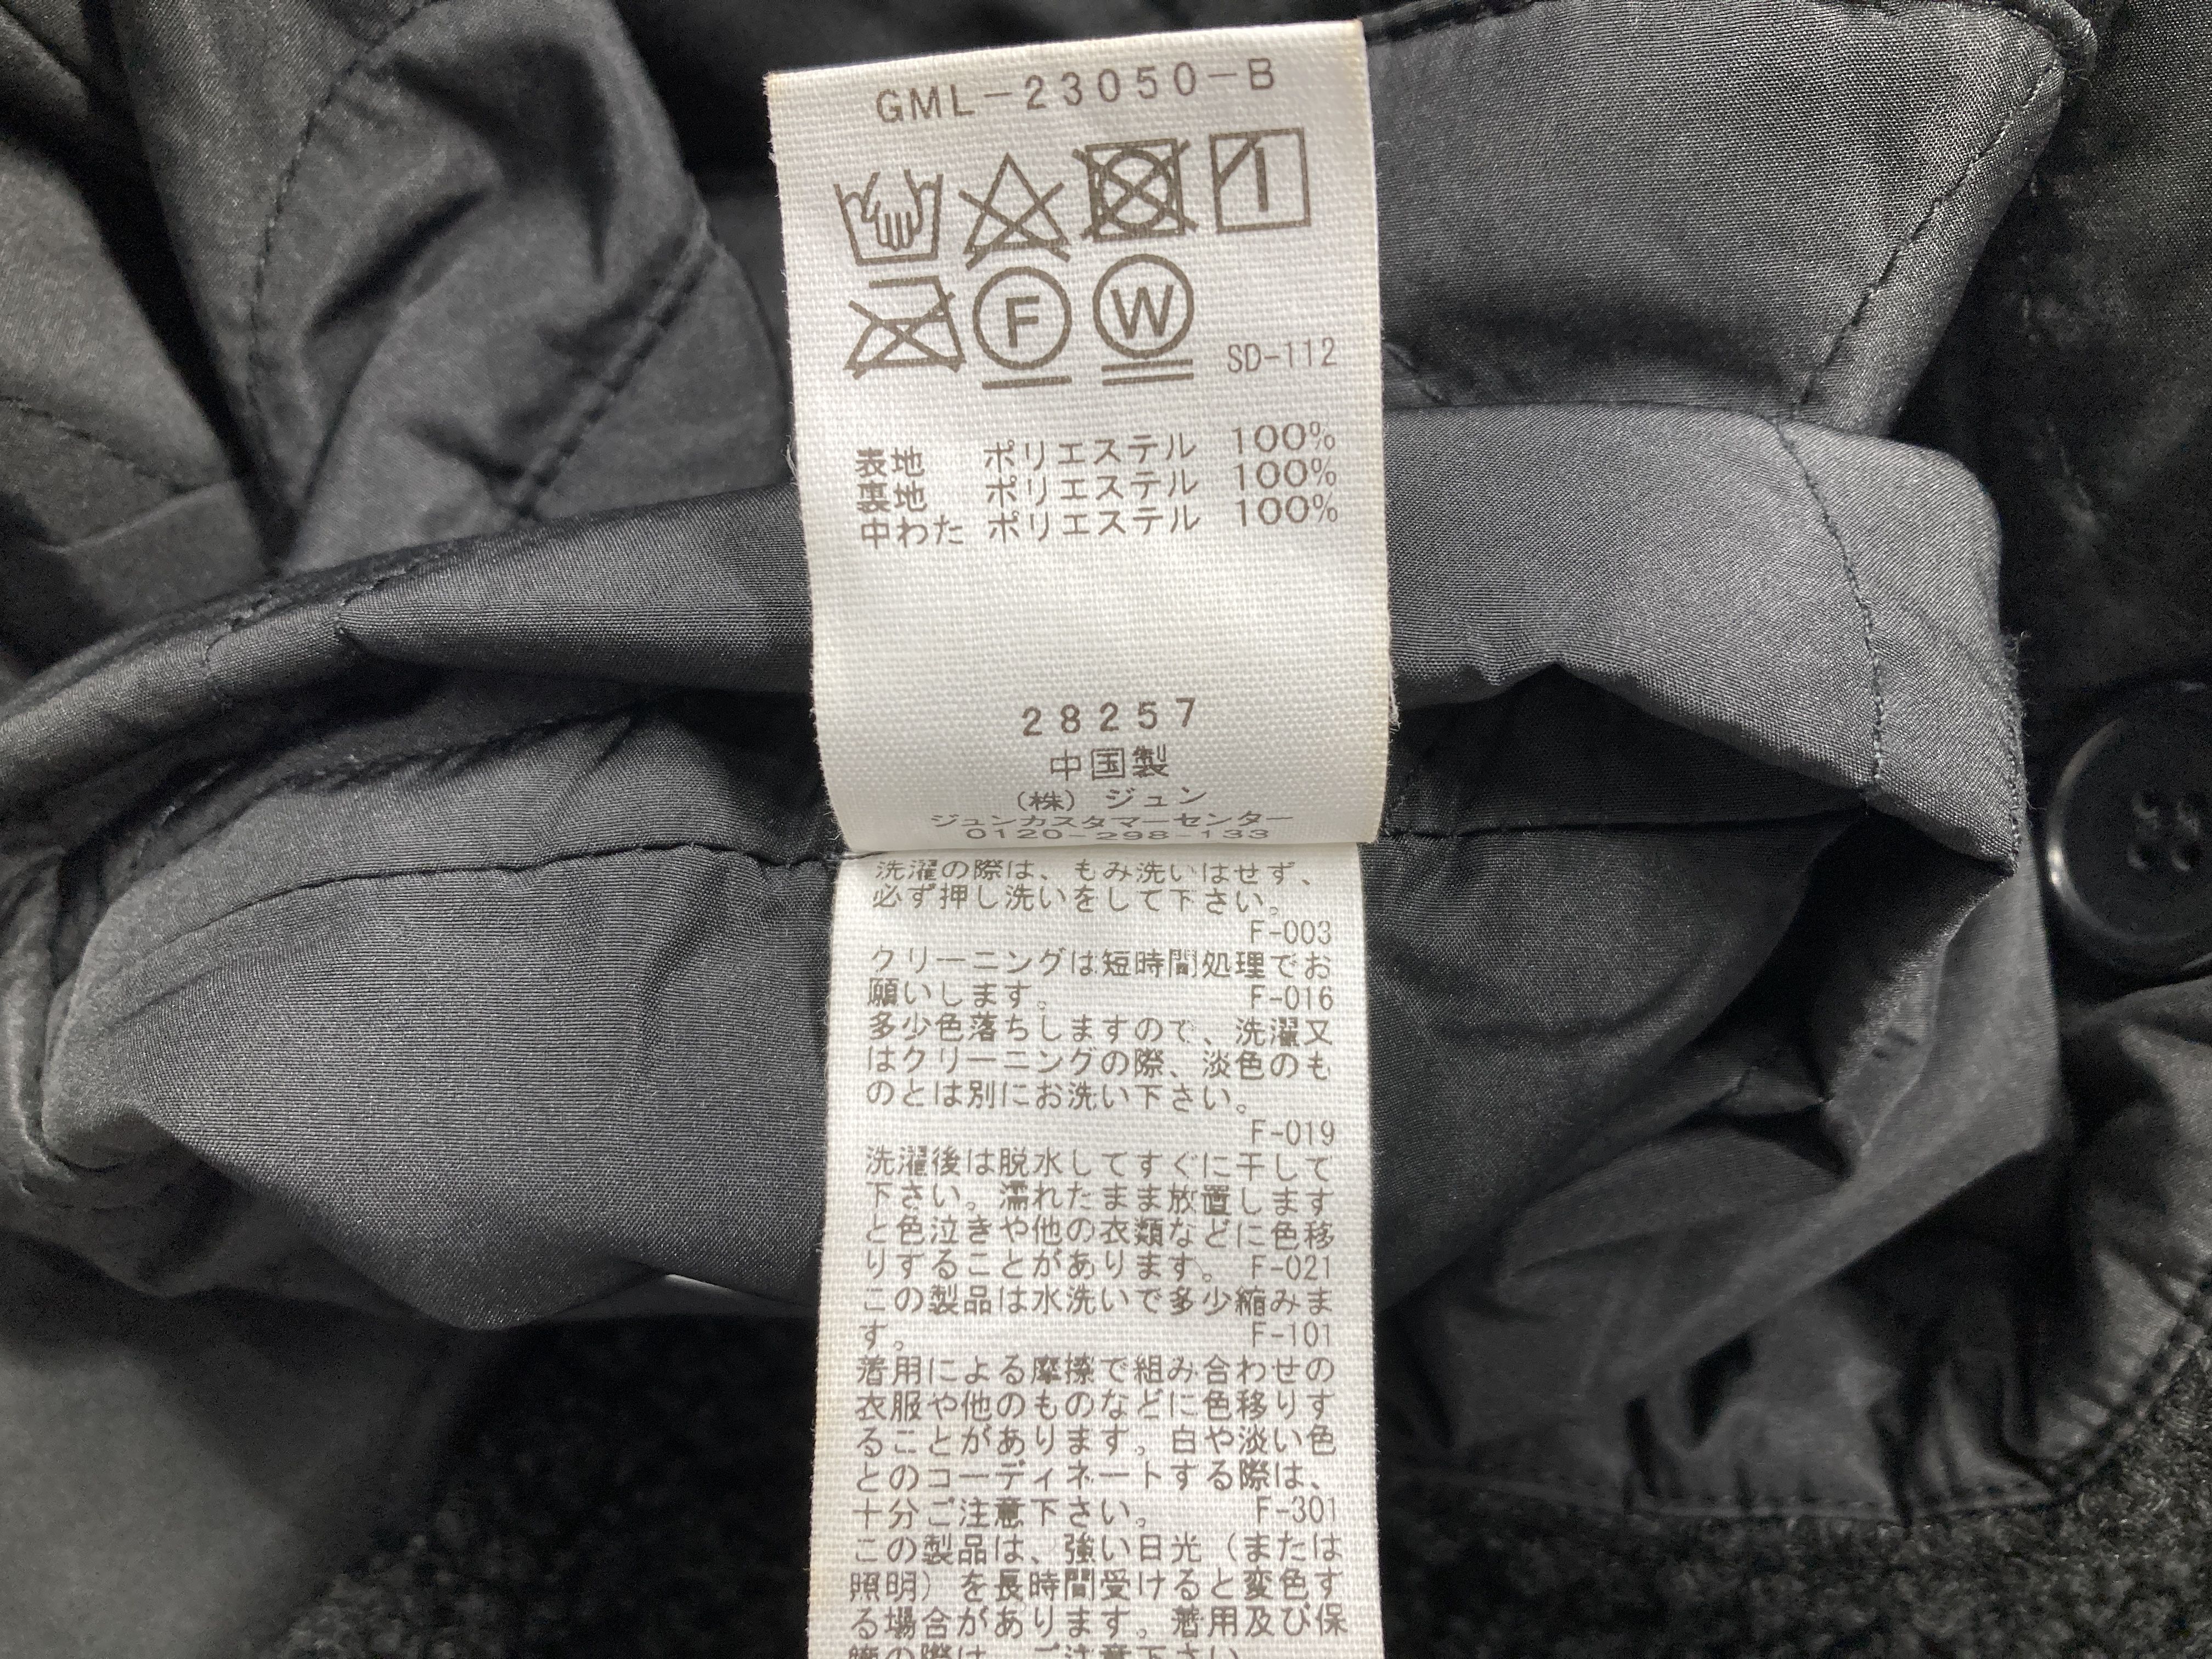 GML-23050-B
F
W
SD-112
表地 ポリエステル 100%
裏地 ポリエステル 100%
中わた ポリエステル 100%
28257
中国製
(株) ジュン
ジュンカスタマーセンター
0120-298-133
洗濯の際は、もみ洗いはせず、
必ず押し洗いをして下さい。
F-003
クリーニングは短時間処理でお
願いします。 F-016
多少色落ちしますので、洗濯又
はクリーニングの際、淡色のも
のとは別にお洗い下さい。
F-019
洗濯後は脱水してすぐに干して
下さい。濡れたまま放置します
と色泣きや他の衣類などに色移
りすることがあります。 F-021
この製品は水洗いで多少縮みま
す。 F-101
着用による摩擦で組み合わせの
衣服や他のものなどに色移りす
ることがあります。白や淡い色
とのコーディネートする際は、
十分ご注意下さい。 F-301
この製品は、強い日光(または
照明)を長時間受けると変色す
る場合があります。着用及び保
管の際は、ご注意下さい。